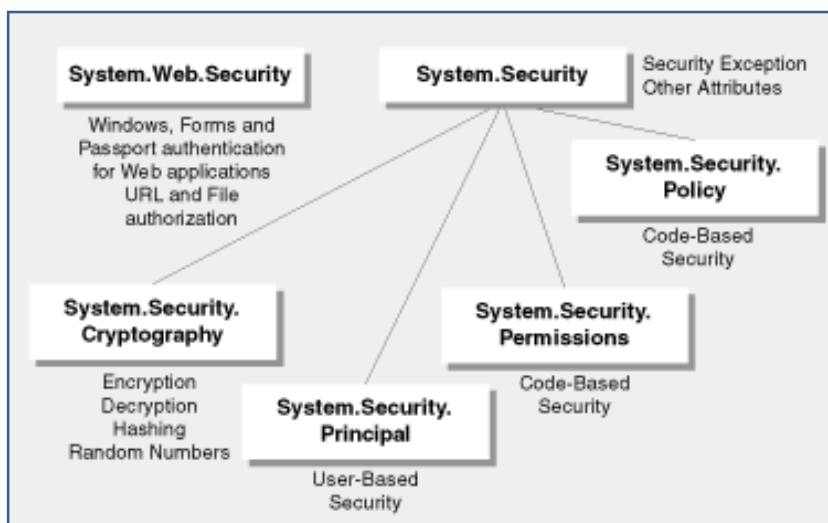 System.Web.Security
Windows, Forms and
Passport authentication
for Web applications
URL and File
authorization
System.Security
Security Exception
Other Attributes
System.Security.
Policy
Code-Based
Security
System.Security.
Cryptography
Encryption
Decryption
Hashing
Random Numbers
System.Security.
Principal
User-Based
Security
System.Security.
Permissions
Code-Based
Security